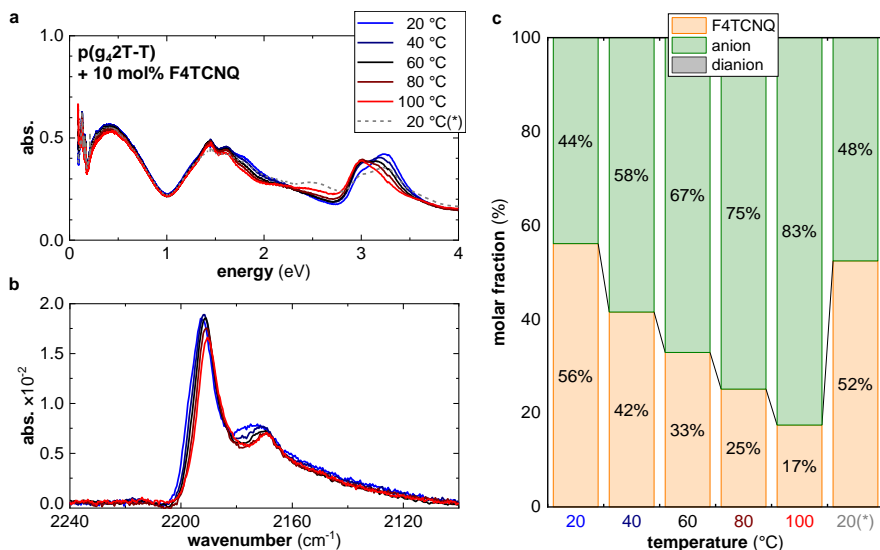 a
p(g₄2T-T)
+ 10 mol% F4TCNQ
20 °C
40 °C
60 °C
80 °C
100 °C
20 °C(*)
abs.
1.0
0.5
0.0
0 1 2 3 4
energy (eV)
b
abs. ×10⁻²
2.0
1.5
1.0
0.5
0.0
2240 2200 2160 2120
wavenumber (cm⁻¹)
c
F4TCNQ
anion
dianion
molar fraction (%)
100
80
60
40
20
0
44% 58% 67% 75% 83% 48%
56% 42% 33% 25% 17% 52%
20 40 60 80 100 20(*)
temperature (°C)